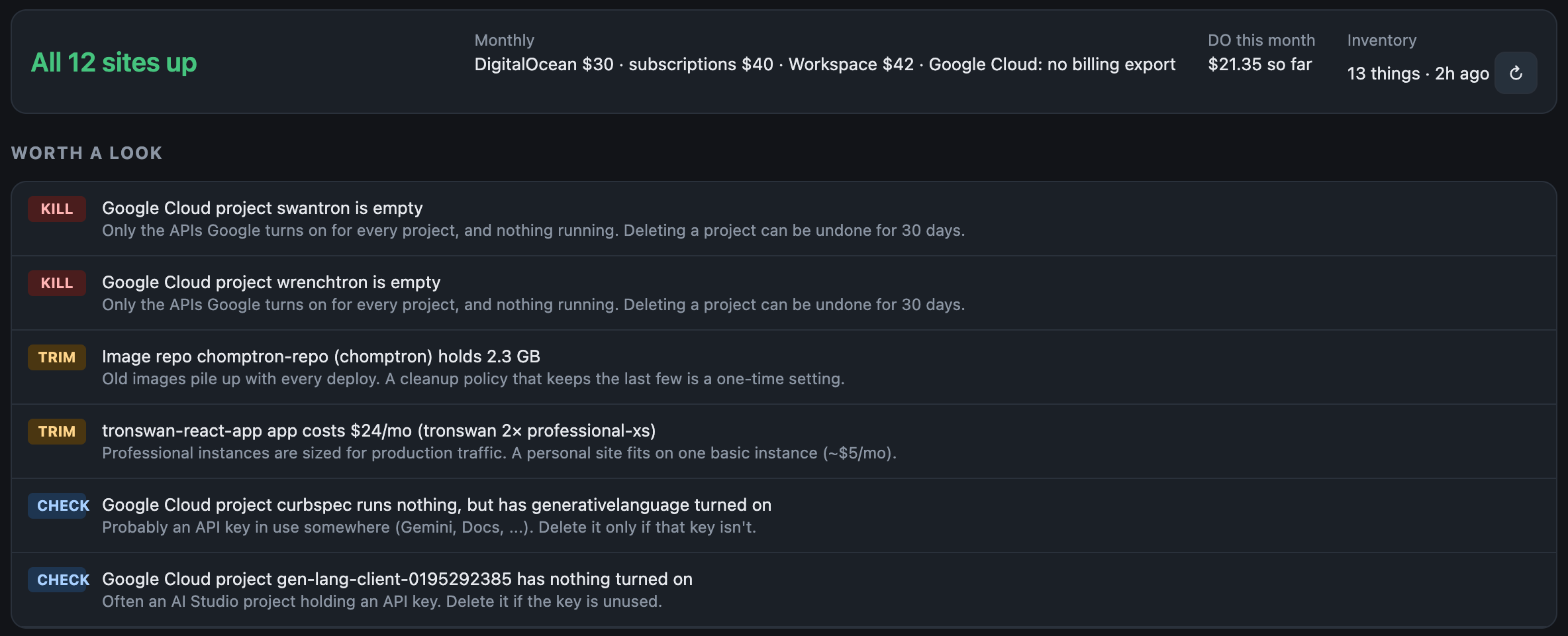 All 12 sites up
Monthly
DigitalOcean $30 · subscriptions $40 · Workspace $42 · Google Cloud: no billing export
DO this month
$21.35 so far
Inventory
13 things · 2h ago
WORTH A LOOK
KILL
Google Cloud project swantron is empty
Only the APIs Google turns on for every project, and nothing running. Deleting a project can be undone for 30 days.
KILL
Google Cloud project wrenchtron is empty
Only the APIs Google turns on for every project, and nothing running. Deleting a project can be undone for 30 days.
TRIM
Image repo chomptron-repo (chomptron) holds 2.3 GB
Old images pile up with every deploy. A cleanup policy that keeps the last few is a one-time setting.
TRIM
tronswan-react-app app costs $24/mo (tronswan 2× professional-xs)
Professional instances are sized for production traffic. A personal site fits on one basic instance (~$5/mo).
CHECK
Google Cloud project curbspec runs nothing, but has generativelanguage turned on
Probably an API key in use somewhere (Gemini, Docs, ...). Delete it only if that key isn't.
CHECK
Google Cloud project gen-lang-client-0195292385 has nothing turned on
Often an AI Studio project holding an API key. Delete it if the key is unused.